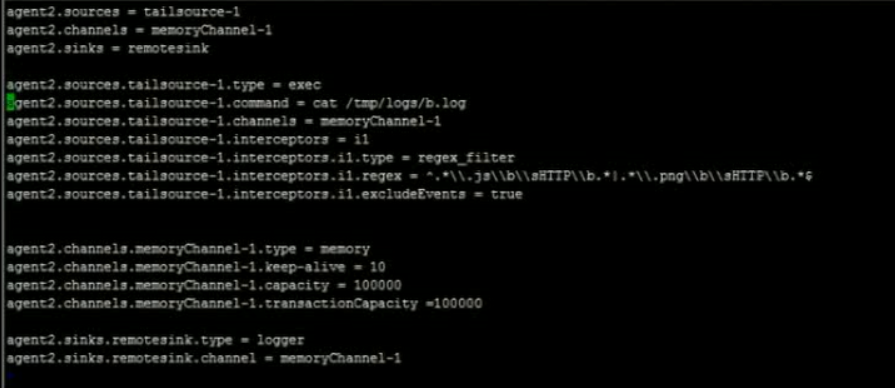 agent2.sources = tailsource-1
agent2.channels = memoryChannel-1
agent2.sinks = remotesink
agent2.sources.tailsource-1.type = exec
agent2.sources.tailsource-1.command = cat /tmp/logs/b.log
agent2.sources.tailsource-1.channels = memoryChannel-1
agent2.sources.tailsource-1.interceptors = i1
agent2.sources.tailsource-1.interceptors.i1.type = regex_filter
agent2.sources.tailsource-1.interceptors.i1.regex = ^.*\\.js\\b\\sHTTP\\b.*|.*\\.png\\b\\sHTTP\\b.*$
agent2.sources.tailsource-1.interceptors.i1.excludeEvents = true
agent2.channels.memoryChannel-1.type = memory
agent2.channels.memoryChannel-1.keep-alive = 10
agent2.channels.memoryChannel-1.capacity = 100000
agent2.channels.memoryChannel-1.transactionCapacity =100000
agent2.sinks.remotesink.type = logger
agent2.sinks.remotesink.channel = memoryChannel-1